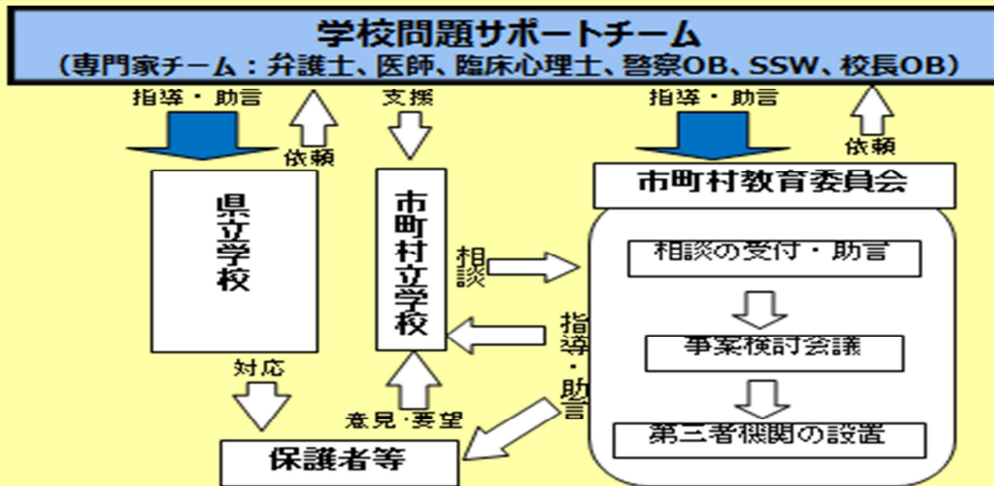 学校問題サポートチーム
(専門家チーム：弁護士、医師、臨床心理士、警察OB、SSW、校長OB)
指導・助言
依頼
支援
指導・助言
依頼
県立学校
市町村立学校
市町村教育委員会
相談の受付・助言
相談
事案検討会議
指導・助言
第三者機関の設置
対応
意見・要望
保護者等